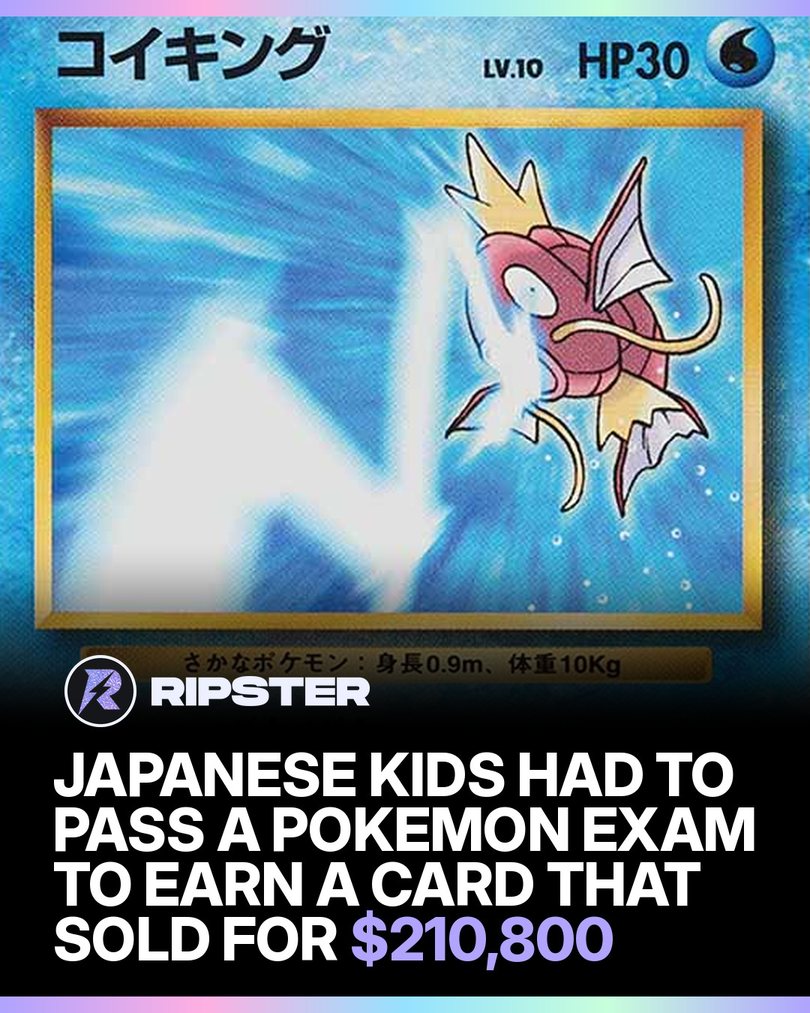 コイキング LV.10 HP30
さかなポケモン：身長0.9m、体重10Kg
RIPSTER
JAPANESE KIDS HAD TO
PASS A POKEMON EXAM
TO EARN A CARD THAT
SOLD FOR $210,800